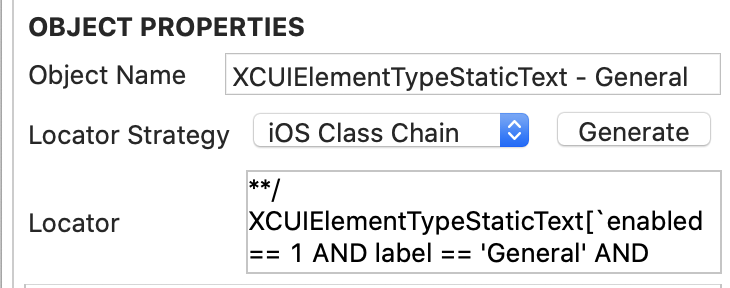 OBJECT PROPERTIES
Object Name XCUIElementTypeStaticText - General
Locator Strategy iOS Class Chain Generate
Locator **/
XCUIElementTypeStaticText[`enabled
== 1 AND label == 'General' AND